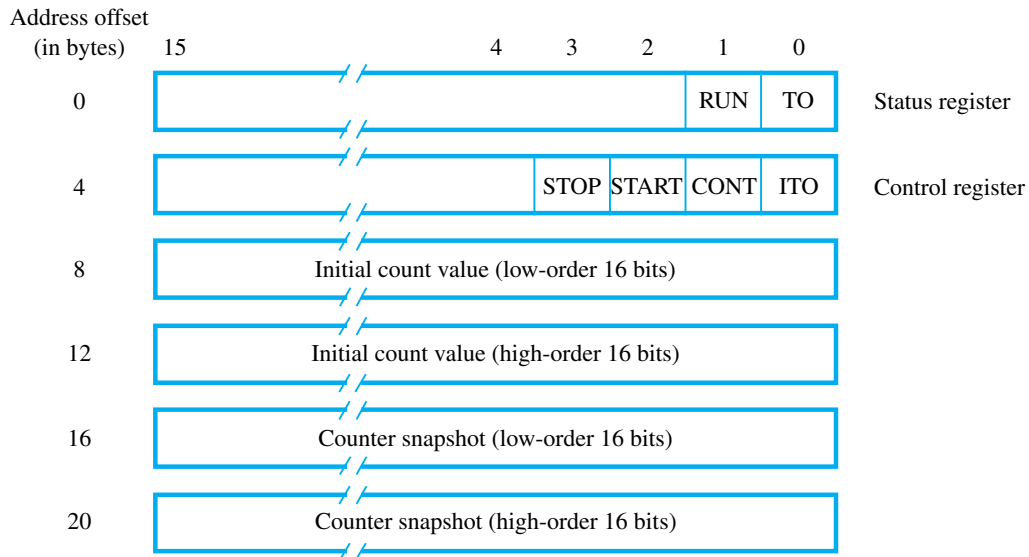 Address offset
(in bytes) 15 4 3 2 1 0
0 RUN TO Status register
4 STOP START CONT ITO Control register
8 Initial count value (low-order 16 bits)
12 Initial count value (high-order 16 bits)
16 Counter snapshot (low-order 16 bits)
20 Counter snapshot (high-order 16 bits)